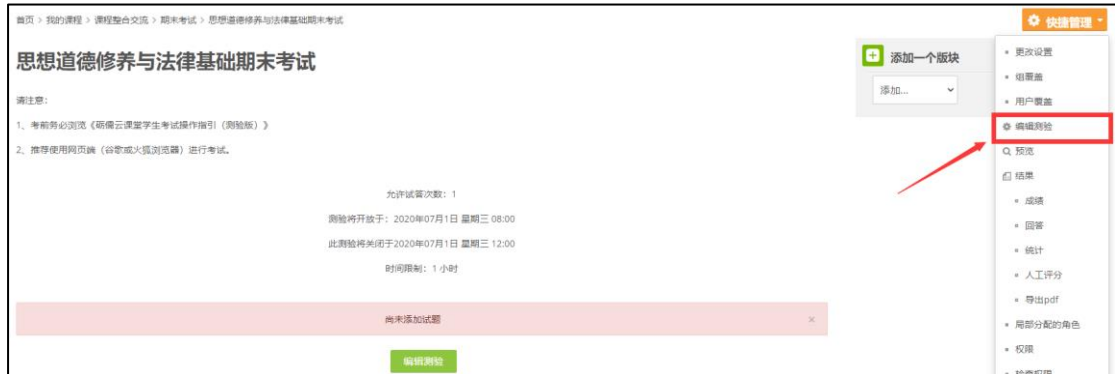 首页 > 我的课程 > 课程整合交流 > 期末考试 > 思想道德修养与法律基础期末考试
快捷管理
思想道德修养与法律基础期末考试
请注意：
1、考前务必浏览《砺儒云课堂学生考试操作指引（测验版）》
2、推荐使用网页端（谷歌或火狐浏览器）进行考试。
允许试答次数：1
测验将开放于：2020年07月1日 星期三 08:00
此测验将关闭于2020年07月1日 星期三 12:00
时间限制：1 小时
尚未添加试题 ×
编辑测验
添加一个版块
添加...
更改设置
组覆盖
用户覆盖
编辑测验
预览
结果
成绩
回答
统计
人工评分
导出pdf
局部分配的角色
权限
检查权限